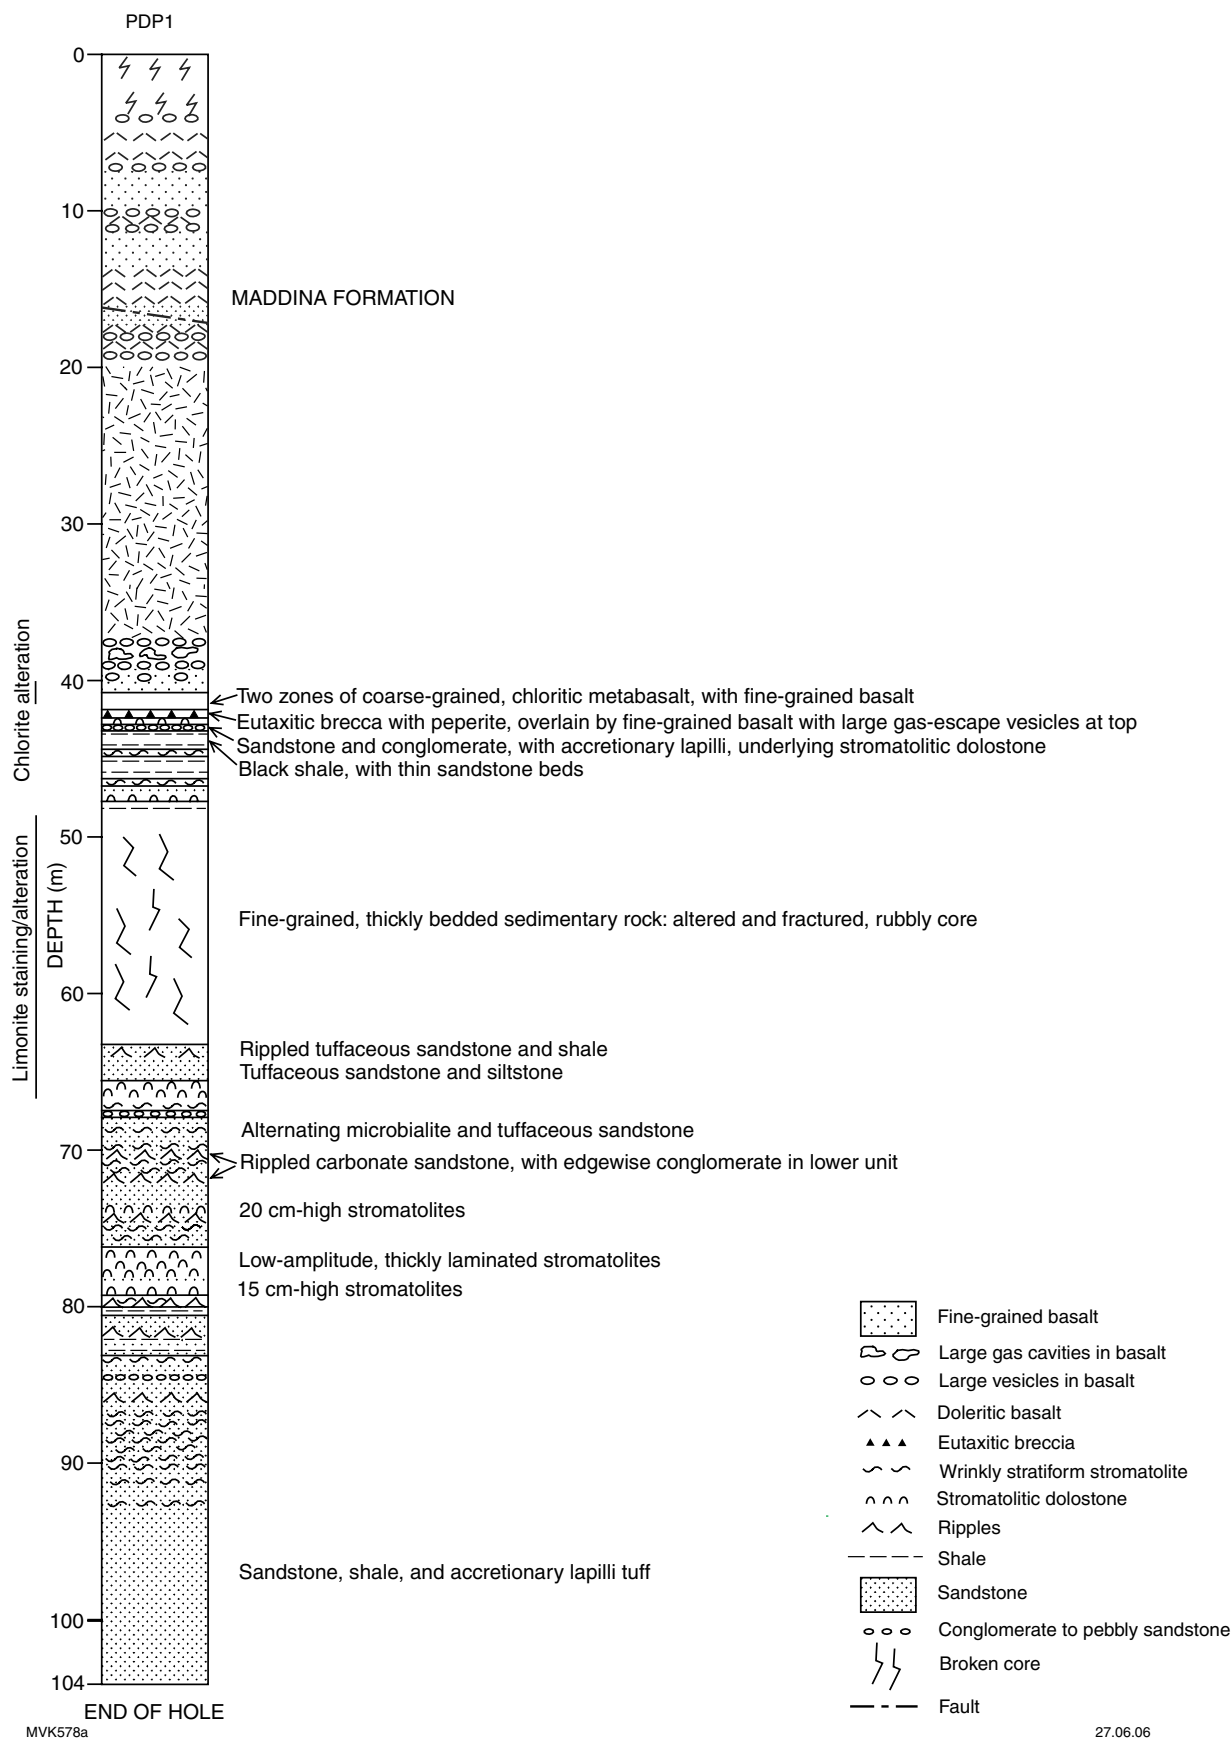 PDP1
0
10
MADDINA FORMATION
20
30
40
Chlorite alteration
Two zones of coarse-grained, chloritic metabasalt, with fine-grained basalt
Eutaxitic brecca with peperite, overlain by fine-grained basalt with large gas-escape vesicles at top
Sandstone and conglomerate, with accretionary lapilli, underlying stromatolitic dolostone
Black shale, with thin sandstone beds
50
Limonite staining/alteration
DEPTH (m)
Fine-grained, thickly bedded sedimentary rock: altered and fractured, rubbly core
60
Rippled tuffaceous sandstone and shale
Tuffaceous sandstone and siltstone
Alternating microbialite and tuffaceous sandstone
70
Rippled carbonate sandstone, with edgewise conglomerate in lower unit
20 cm-high stromatolites
Low-amplitude, thickly laminated stromatolites
15 cm-high stromatolites
80
90
Sandstone, shale, and accretionary lapilli tuff
100
104
END OF HOLE
Fine-grained basalt
Large gas cavities in basalt
Large vesicles in basalt
Doleritic basalt
Eutaxitic breccia
Wrinkly stratiform stromatolite
Stromatolitic dolostone
Ripples
Shale
Sandstone
Conglomerate to pebbly sandstone
Broken core
Fault
MVK578a
27.06.06